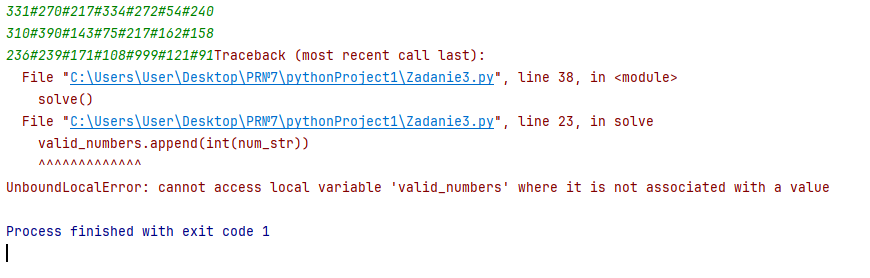 331#270#217#334#272#54#240
310#390#143#75#217#162#158
236#239#171#108#999#121#91Traceback (most recent call last):
  File "C:\Users\User\Desktop\PR№7\pythonProject1\Zadanie3.py", line 38, in <module>
    solve()
  File "C:\Users\User\Desktop\PR№7\pythonProject1\Zadanie3.py", line 23, in solve
    valid_numbers.append(int(num_str))
    ^^^^^^^^^^^^^
UnboundLocalError: cannot access local variable 'valid_numbers' where it is not associated with a value

Process finished with exit code 1